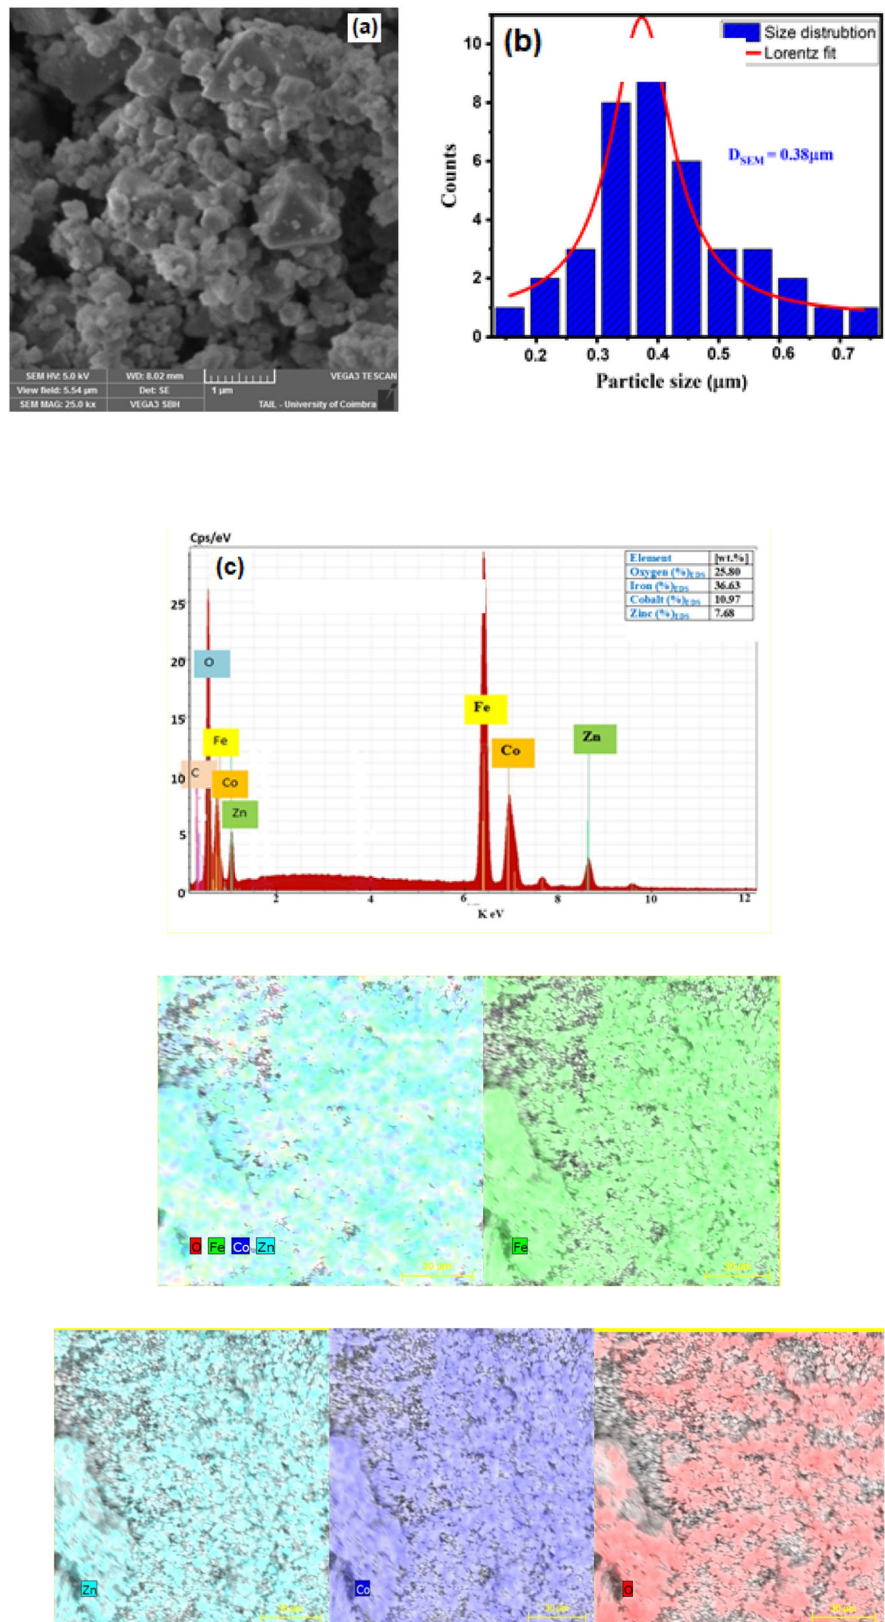 (a)
SEM HV: 5.0 kV WD: 8.02 mm VEGA3 TESCAN
View field: 5.54 µm Det: SE 1 µm
SEM MAG: 25.0 kx VEGA3 SBH TAIL - University of Coimbra
(b)
Size distrubtion
Lorentz fit
D_SEM = 0.38µm
Counts
10
8
6
4
2
0
0.2 0.3 0.4 0.5 0.6 0.7
Particle size (µm)
Cps/eV
(c)
Element [wt.%]
Oxygen (%)EDS 25.80
Iron (%)EDS 36.63
Cobalt (%)EDS 10.97
Zinc (%)EDS 7.68
25
20
15
10
5
0
O
Fe
C
Co
Zn
Fe
Co
Zn
2 4 6 8 10 12
K eV
O Fe Co Zn
Fe
Zn
Co
O